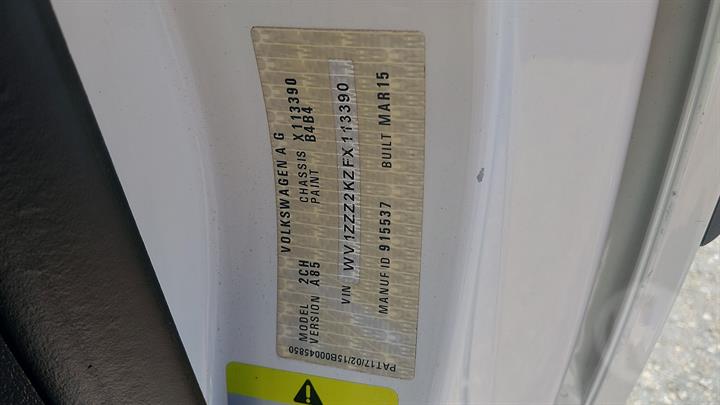 VOLKSWAGEN A G
MODEL 2CH CHASSIS X113390
VERSION A85 PAINT B4B4
VIN WV1ZZZ2KZFX113390
MANUF ID 915537 BUILT MAR15
PAT17/02/15B00045850